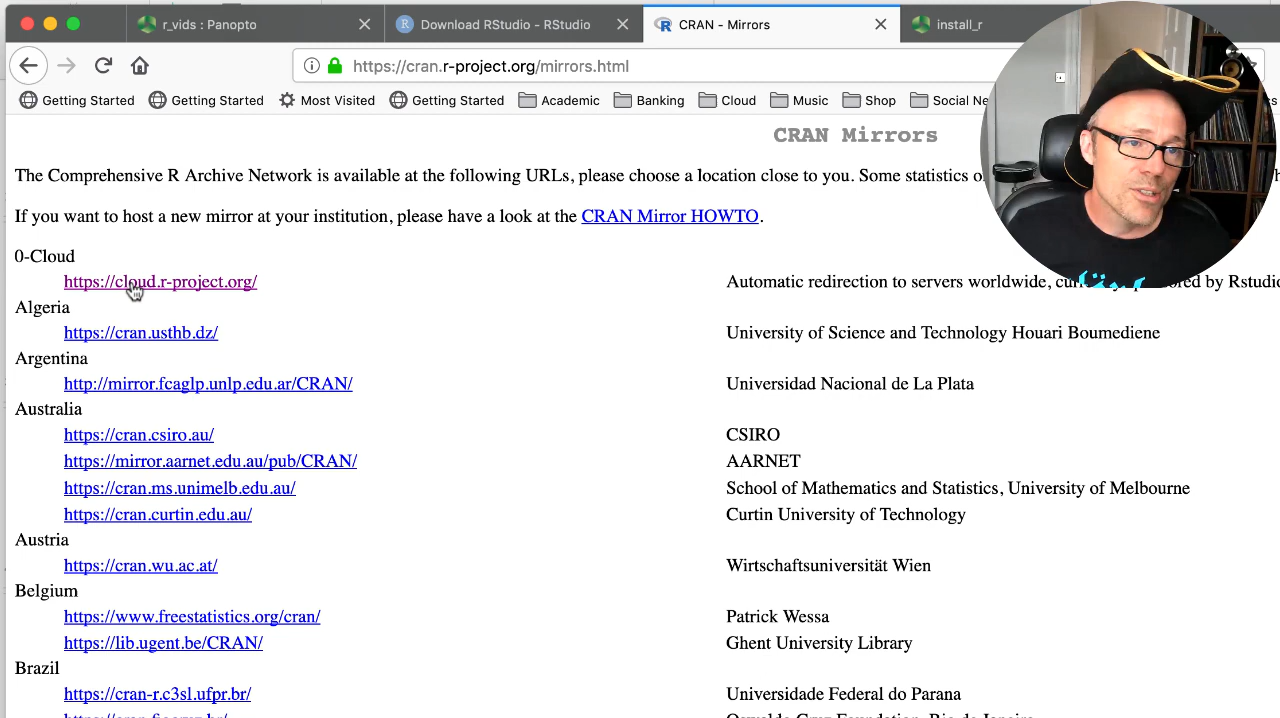 r_vids : Panopto
Download RStudio - RStudio
CRAN - Mirrors
install_r
https://cran.r-project.org/mirrors.html
Getting Started
Getting Started
Most Visited
Getting Started
Academic
Banking
Cloud
Music
Shop
Social
CRAN Mirrors
The Comprehensive R Archive Network is available at the following URLs, please choose a location close to you. Some statistics
If you want to host a new mirror at your institution, please have a look at the CRAN Mirror HOWTO.
0-Cloud
https://cloud.r-project.org/ Automatic redirection to servers worldwide, by Rstudio
Algeria
https://cran.usthb.dz/ University of Science and Technology Houari Boumediene
Argentina
http://mirror.fcaglp.unlp.edu.ar/CRAN/ Universidad Nacional de La Plata
Australia
https://cran.csiro.au/ CSIRO
https://mirror.aarnet.edu.au/pub/CRAN/ AARNET
https://cran.ms.unimelb.edu.au/ School of Mathematics and Statistics, University of Melbourne
https://cran.curtin.edu.au/ Curtin University of Technology
Austria
https://cran.wu.ac.at/ Wirtschaftsuniversität Wien
Belgium
https://www.freestatistics.org/cran/ Patrick Wessa
https://lib.ugent.be/CRAN/ Ghent University Library
Brazil
https://cran-r.c3sl.ufpr.br/ Universidade Federal do Parana